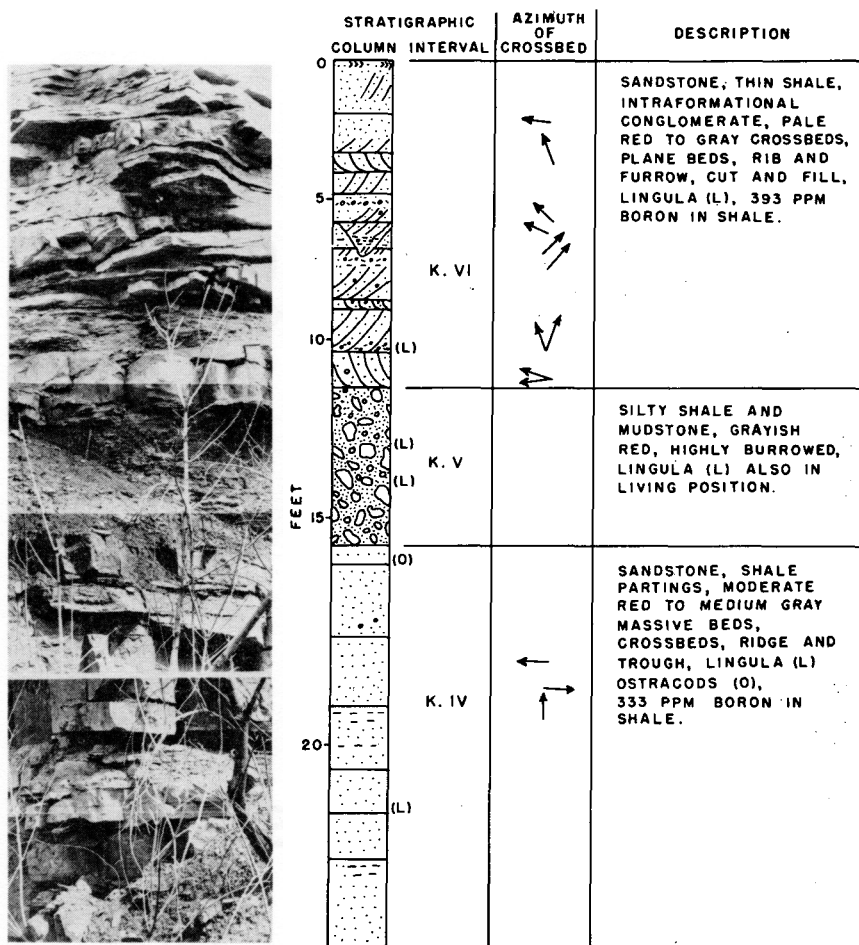 STRATIGRAPHIC
COLUMN INTERVAL
AZIMUTH
OF
CROSSBED
DESCRIPTION
0
5
10
15
20
FEET
(L)
(L)
(L)
(O)
(L)
K. VI
K. V
K. IV
SANDSTONE, THIN SHALE,
INTRAFORMATIONAL
CONGLOMERATE, PALE
RED TO GRAY CROSSBEDS,
PLANE BEDS, RIB AND
FURROW, CUT AND FILL,
LINGULA (L), 393 PPM
BORON IN SHALE.
SILTY SHALE AND
MUDSTONE, GRAYISH
RED, HIGHLY BURROWED,
LINGULA (L) ALSO IN
LIVING POSITION.
SANDSTONE, SHALE
PARTINGS, MODERATE
RED TO MEDIUM GRAY
MASSIVE BEDS,
CROSSBEDS, RIDGE AND
TROUGH, LINGULA (L)
OSTRACODS (O),
333 PPM BORON IN
SHALE.